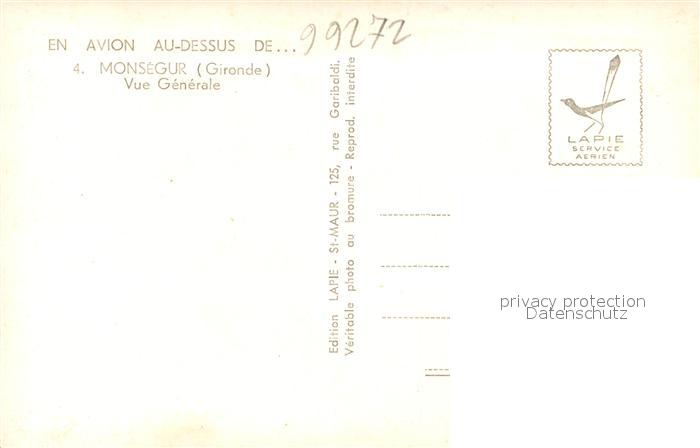 EN AVION AU-DESSUS DE...
99272
4. MONSÉGUR (Gironde)
Vue Générale
Edition LAPIE - St-MAUR - 125, rue Garibaldi.
Véritable photo au bromure - Reprod. interdite
LAPIE
SERVICE
AERIEN
privacy protection
Datenschutz